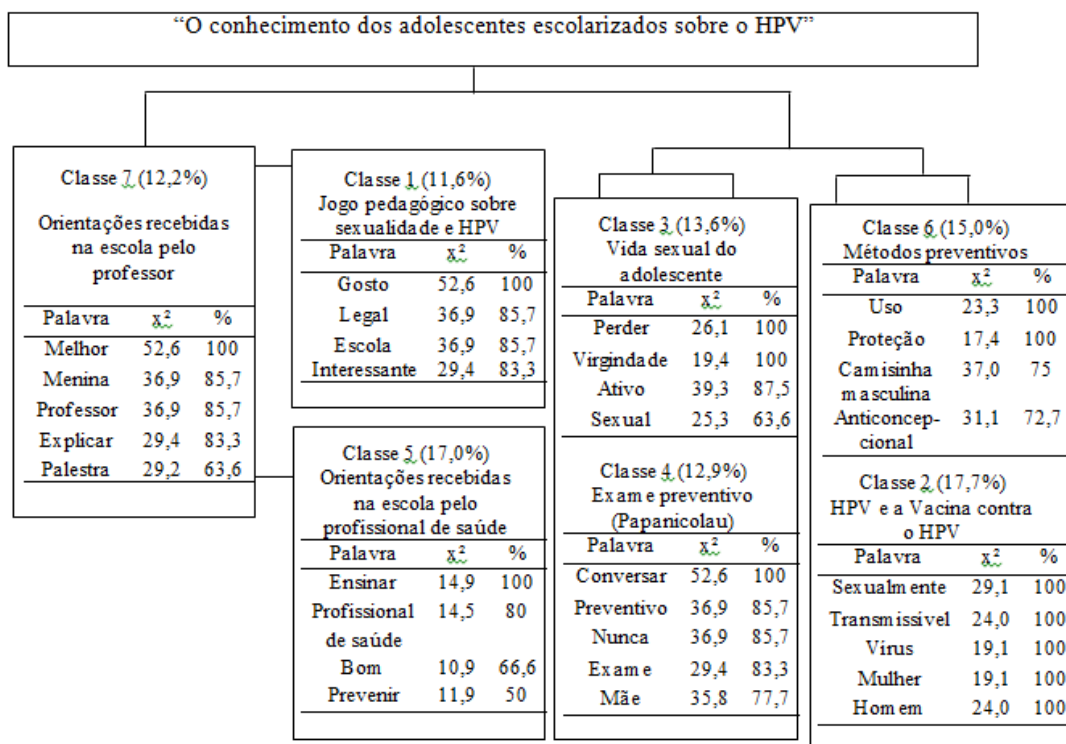 “O conhecimento dos adolescentes escolarizados sobre o HPV”
Classe 7 (12,2%)
Orientações recebidas
na escola pelo
professor
Palavra x² %
Melhor 52,6 100
Menina 36,9 85,7
Professor 36,9 85,7
Explicar 29,4 83,3
Palestra 29,2 63,6
Classe 1 (11,6%)
Jogo pedagógico sobre
sexualidade e HPV
Palavra x² %
Gosto 52,6 100
Legal 36,9 85,7
Escola 36,9 85,7
Interessante 29,4 83,3
Classe 5 (17,0%)
Orientações recebidas
na escola pelo
profissional de saúde
Palavra x² %
Ensinar 14,9 100
Profissional 14,5 80
de saúde
Bom 10,9 66,6
Prevenir 11,9 50
Classe 3 (13,6%)
Vida sexual do
adolescente
Palavra x² %
Perder 26,1 100
Virgindade 19,4 100
Ativo 39,3 87,5
Sexual 25,3 63,6
Classe 4 (12,9%)
Exame preventivo
(Papanicolau)
Palavra x² %
Conversar 52,6 100
Preventivo 36,9 85,7
Nunca 36,9 85,7
Exame 29,4 83,3
Mãe 35,8 77,7
Classe 6 (15,0%)
Métodos preventivos
Palavra x² %
Uso 23,3 100
Proteção 17,4 100
Camisinha 37,0 75
masculina
Anticoncep- 31,1 72,7
cional
Classe 2 (17,7%)
HPV e a Vacina contra
o HPV
Palavra x² %
Sexualmente 29,1 100
Transmissível 24,0 100
Vírus 19,1 100
Mulher 19,1 100
Homem 24,0 100